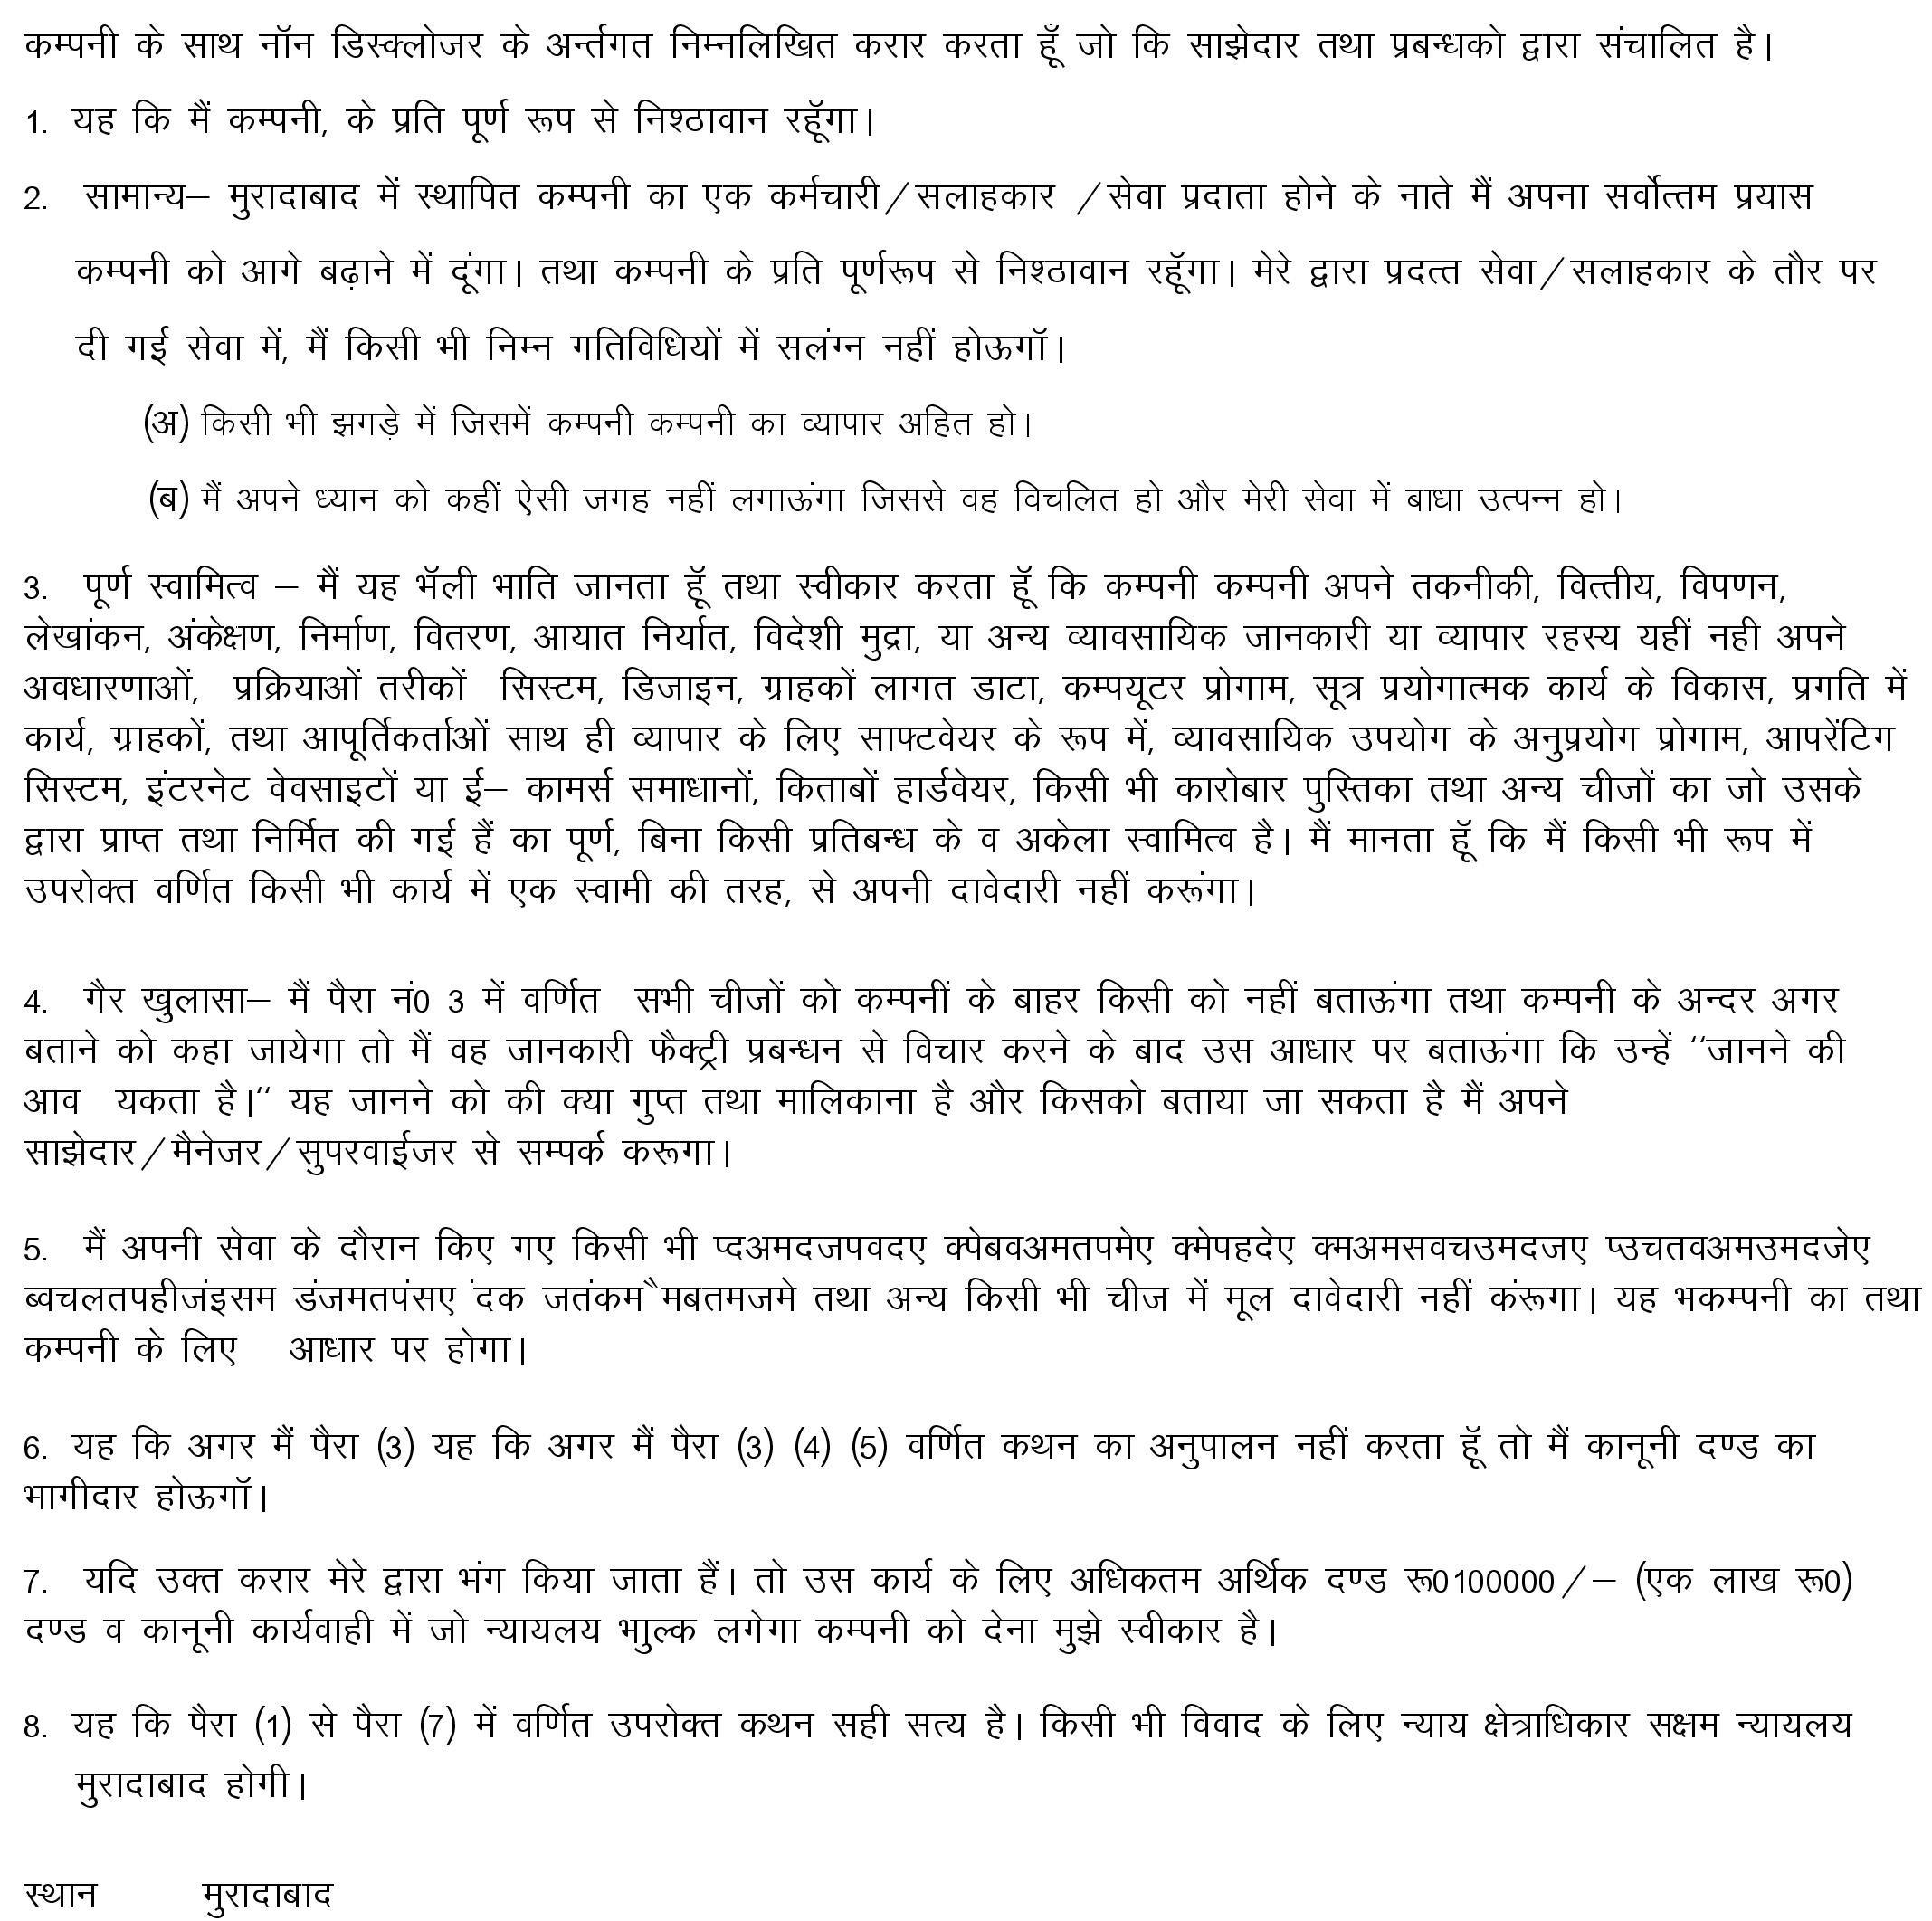 कम्पनी के साथ नॉन डिस्क्लोजर के अर्न्तगत निम्नलिखित करार करता हूँ जो कि साझेदार तथा प्रबन्धको द्वारा संचालित है।
1. यह कि मैं कम्पनी, के प्रति पूर्ण रूप से निश्ठावान रहूॅगा।
2. सामान्य– मुरादाबाद में स्थापित कम्पनी का एक कर्मचारी/सलाहकार /सेवा प्रदाता होने के नाते मैं अपना सर्वोत्तम प्रयास
कम्पनी को आगे बढ़ाने में दूंगा। तथा कम्पनी के प्रति पूर्णरूप से निश्ठावान रहूॅगा। मेरे द्वारा प्रदत्त सेवा/सलाहकार के तौर पर
दी गई सेवा में, मैं किसी भी निम्न गतिविधियों में सलंग्न नहीं होऊगॉ।
(अ) किसी भी झगड़े में जिसमें कम्पनी कम्पनी का व्यापार अहित हो।
(ब) मैं अपने ध्यान को कहीं ऐसी जगह नहीं लगाऊंगा जिससे वह विचलित हो और मेरी सेवा में बाधा उत्पन्न हो।
3. पूर्ण स्वामित्व – मैं यह भॅली भाति जानता हूॅ तथा स्वीकार करता हूॅ कि कम्पनी कम्पनी अपने तकनीकी, वित्तीय, विपणन,
लेखांकन, अंकेक्षण, निर्माण, वितरण, आयात निर्यात, विदेशी मुद्रा, या अन्य व्यावसायिक जानकारी या व्यापार रहस्य यहीं नही अपने
अवधारणाओं, प्रक्रियाओं तरीकों सिस्टम, डिजाइन, ग्राहकों लागत डाटा, कम्पयूटर प्रोगाम, सूत्र प्रयोगात्मक कार्य के विकास, प्रगति में
कार्य, ग्राहकों, तथा आपूर्तिकर्ताओं साथ ही व्यापार के लिए साफ्टवेयर के रूप में, व्यावसायिक उपयोग के अनुप्रयोग प्रोगाम, आपरेंटिग
सिस्टम, इंटरनेट वेवसाइटों या ई– कामर्स समाधानों, किताबों हार्डवेयर, किसी भी कारोबार पुस्तिका तथा अन्य चीजों का जो उसके
द्वारा प्राप्त तथा निर्मित की गई हैं का पूर्ण, बिना किसी प्रतिबन्ध के व अकेला स्वामित्व है। मैं मानता हूॅ कि मैं किसी भी रूप में
उपरोक्त वर्णित किसी भी कार्य में एक स्वामी की तरह, से अपनी दावेदारी नहीं करूंगा।
4. गैर खुलासा– मैं पैरा नं0 3 में वर्णित सभी चीजों को कम्पनीं के बाहर किसी को नहीं बताऊंगा तथा कम्पनी के अन्दर अगर
बताने को कहा जायेगा तो मैं वह जानकारी फैक्ट्री प्रबन्धन से विचार करने के बाद उस आधार पर बताऊंगा कि उन्हें ‘‘जानने की
आव यकता है।‘‘ यह जानने को की क्या गुप्त तथा मालिकाना है और किसको बताया जा सकता है मैं अपने
साझेदार/मैनेजर/सुपरवाईजर से सम्पर्क करूगा।
5. मैं अपनी सेवा के दौरान किए गए किसी भी प्दअमदजपवदए क्पेबवअमतपमेए क्मेपहदेए क्मअमसवचउमदजए प्उचतवअमउमदजेए
ब्वचलतपहीजंइसम डंजमतपंसए ंदक जतंकम ैमबतमजमे तथा अन्य किसी भी चीज में मूल दावेदारी नहीं कंरूगा। यह भकम्पनी का तथा
कम्पनी के लिए आधार पर होगा।
6. यह कि अगर मैं पैरा (3) यह कि अगर मैं पैरा (3) (4) (5) वर्णित कथन का अनुपालन नहीं करता हूॅ तो मैं कानूनी दण्ड का
भागीदार होऊगॉ।
7. यदि उक्त करार मेरे द्वारा भंग किया जाता हैं। तो उस कार्य के लिए अधिकतम अर्थिक दण्ड रू0100000/– (एक लाख रू0)
दण्ड व कानूनी कार्यवाही में जो न्यायलय भाुल्क लगेगा कम्पनी को देना मुझे स्वीकार है।
8. यह कि पैरा (1) से पैरा (7) में वर्णित उपरोक्त कथन सही सत्य है। किसी भी विवाद के लिए न्याय क्षेत्राधिकार सक्षम न्यायलय
मुरादाबाद होगी।
स्थान मुरादाबाद